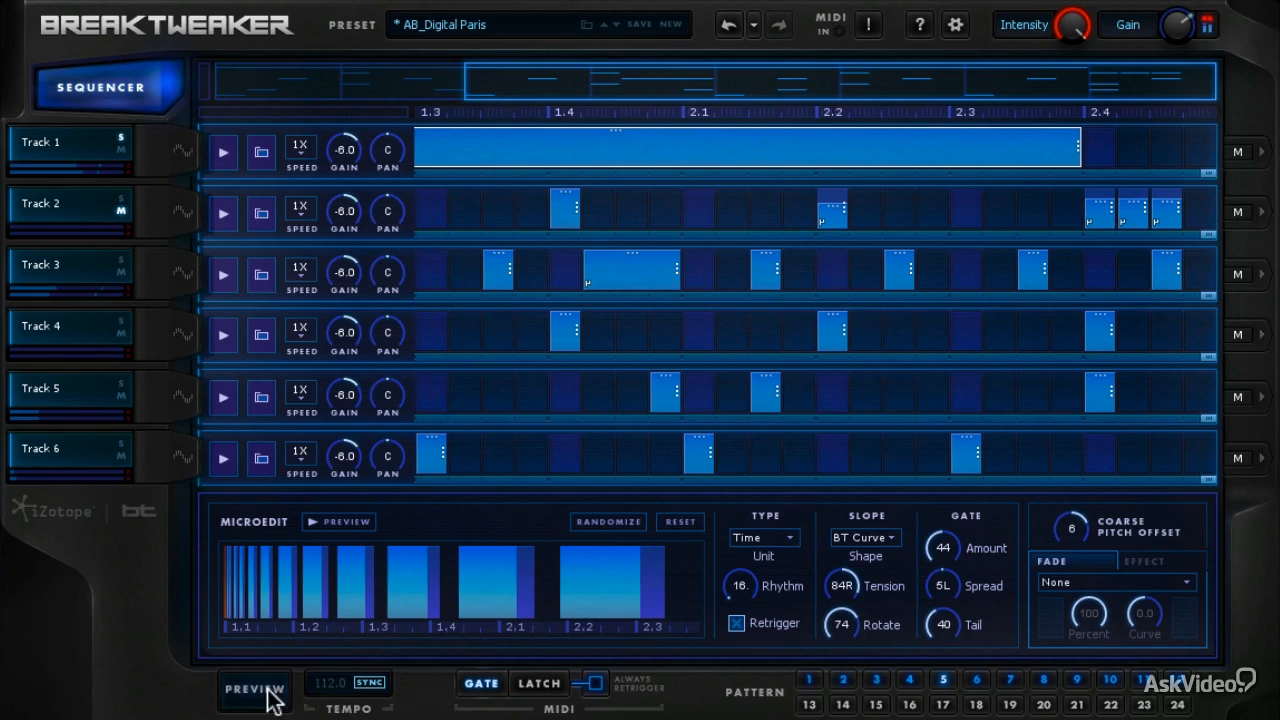 BREAKTWEAKER PRESET * AB_Digital Paris SAVE NEW MIDI IN ! ? Intensity Gain
SEQUENCER
1.3 1.4 2.1 2.2 2.3 2.4
Track 1 S M 1X SPEED -6.0 GAIN C PAN M
Track 2 S M 1X SPEED -6.0 GAIN C PAN µ µ µ µ M
Track 3 S M 1X SPEED -6.0 GAIN C PAN µ M
Track 4 S M 1X SPEED -6.0 GAIN C PAN M
Track 5 S M 1X SPEED -6.0 GAIN C PAN M
Track 6 S M 1X SPEED -6.0 GAIN C PAN M
iZotope bt
MICROEDIT PREVIEW RANDOMIZE RESET
1.1 1.2 1.3 1.4 2.1 2.2 2.3
TYPE
Time
Unit
16. Rhythm
Retrigger
SLOPE
BT Curve
Shape
84R Tension
74 Rotate
GATE
44 Amount
5L Spread
40 Tail
6 COARSE PITCH OFFSET
FADE EFFECT
None
100 0.0
Percent Curve
PREVIEW 112.0 SYNC
TEMPO
GATE LATCH ALWAYS RETRIGGER
MIDI
PATTERN
1 2 3 4 5 6 7 8 9 10 11
13 14 15 16 17 18 19 20 21 22 23 24
AskVideo